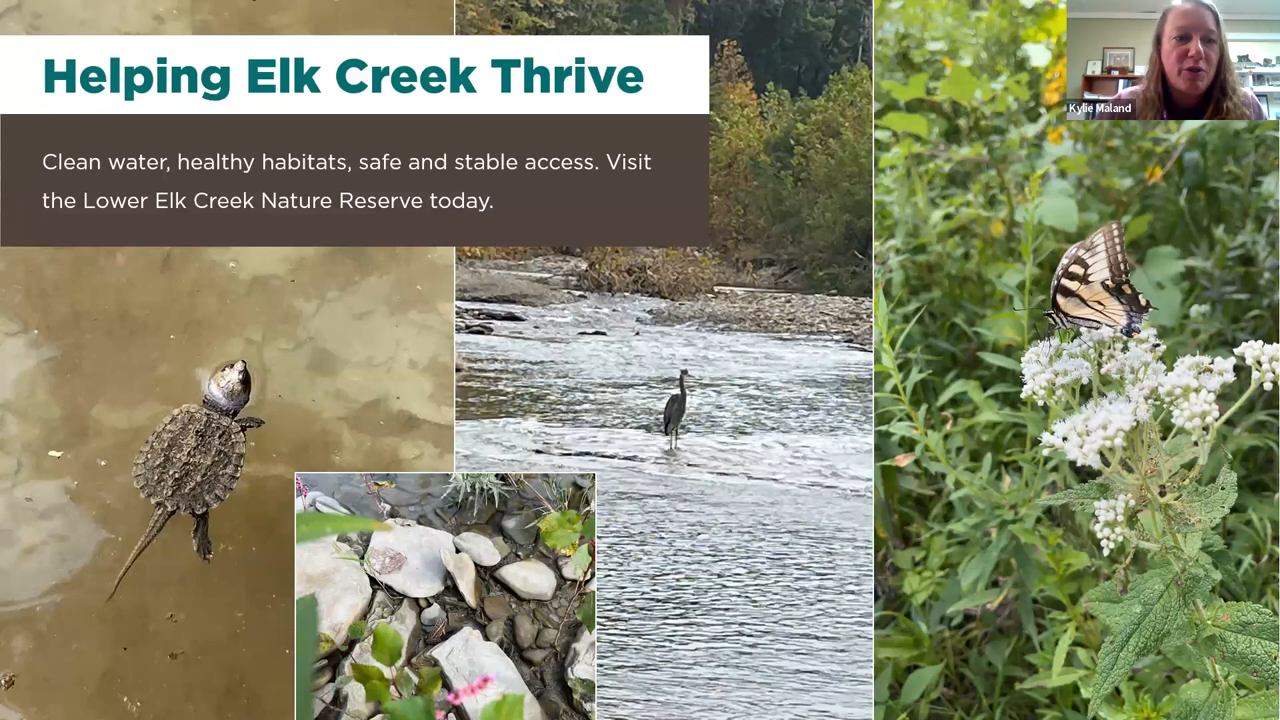 Helping Elk Creek Thrive
Clean water, healthy habitats, safe and stable access. Visit
the Lower Elk Creek Nature Reserve today.
Kylie Maland